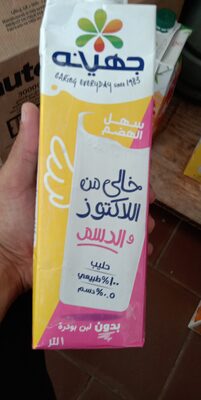 جهينه
CARING EVERYDAY since 1983
سهل
الهضم
خالي من
اللاكتوز
و الدسم
حليب
١٠٠٪ طبيعي
٠.٥٪ دسم
بدون لبن بودرة
١ لتر